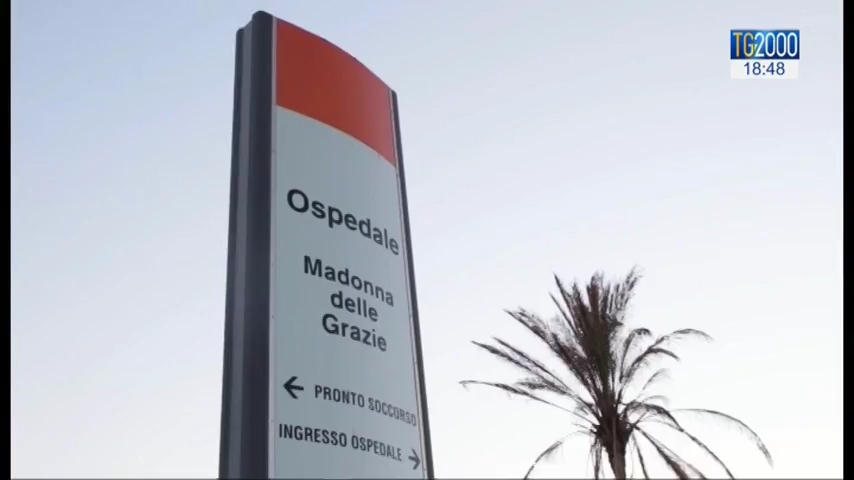 TG2000
18:48
Ospedale
Madonna
delle
Grazie
← PRONTO SOCCORSO
INGRESSO OSPEDALE →